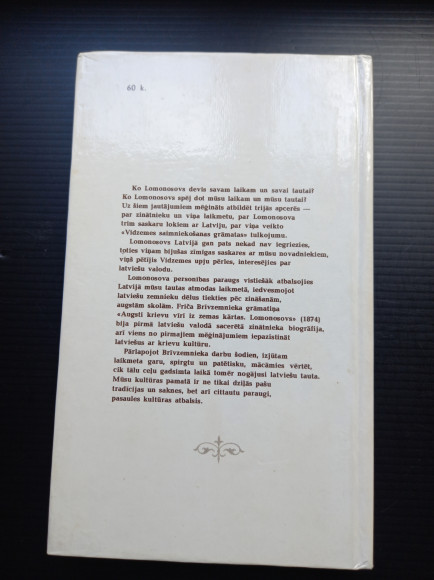 60 k.
Ko Lomonosovs devis savam laikam un savai tautai?
Ko Lomonosovs spēj dot mūsu laikam un mūsu tautai?
Uz šiem jautājumiem mēģināts atbildēt trijās apcerēs —
par zinātnieku un viņa laikmetu, par Lomonosova
trim saskaru lokiem ar Latviju, par viņa veikto
«Vidzemes saimniekošanas grāmatas» tulkojumu.
Lomonosovs Latvijā gan pats nekad nav iegriezies,
toties viņam bijušas zīmīgas saskares ar mūsu novadniekiem,
viņš pētījis Vidzemes upju pērles, interesējies par
latviešu valodu.
Lomonosova personības paraugs vistiešāk atbalsojies
Latvijā mūsu tautas atmodas laikmetā, iedvesmojot
latviešu zemnieku dēlus tiekties pēc zināšanām,
augstām skolām. Friča Brīvzemnieka grāmatiņa
«Augsti krievu vīri iz zemas kārtas. Lomonosovs» (1874)
bija pirmā latviešu valodā sacerētā zinātnieka biogrāfija,
arī viens no pirmajiem mēģinājumiem iepazīstināt
latviešus ar krievu kultūru.
Pārlapojot Brīvzemnieka darbu šodien, izjūtam
laikmeta garu, spirgtu un patētisku, mācāmies vērtēt,
cik tālu ceļu gadsimta laikā tomēr nogājusi latviešu tauta.
Mūsu kultūras pamatā ir ne tikai dziļās pašu
tradīcijas un saknes, bet arī cittautu paraugi,
pasaules kultūras atbalsis.